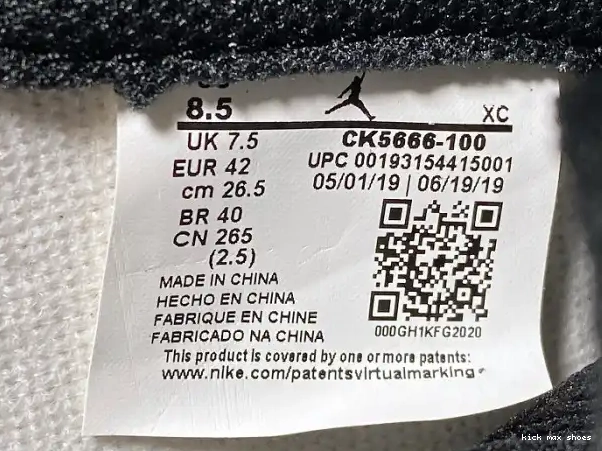 8.5
XC
UK 7.5
EUR 42
cm 26.5
BR 40
CN 265
(2.5)
CK5666-100
UPC 00193154415001
05/01/19 | 06/19/19
000GH1KFG2020
MADE IN CHINA
HECHO EN CHINA
FABRIQUE EN CHINE
FABRICADO NA CHINA
This product is covered by one or more patents:
www.nike.com/patentsvirtualmarking
kick max shoes